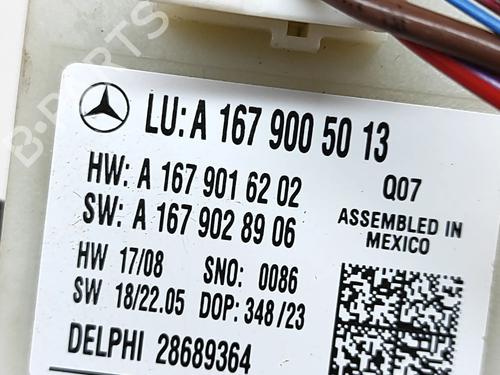 B-PARTS
LU: A 167 900 50 13
HW: A 167 901 62 02
Q07
SW: A 167 902 89 06
ASSEMBLED IN
MEXICO
HW 17/08 SNO: 0086
SW 18/22.05 DOP: 348/23
DELPHI 28689364